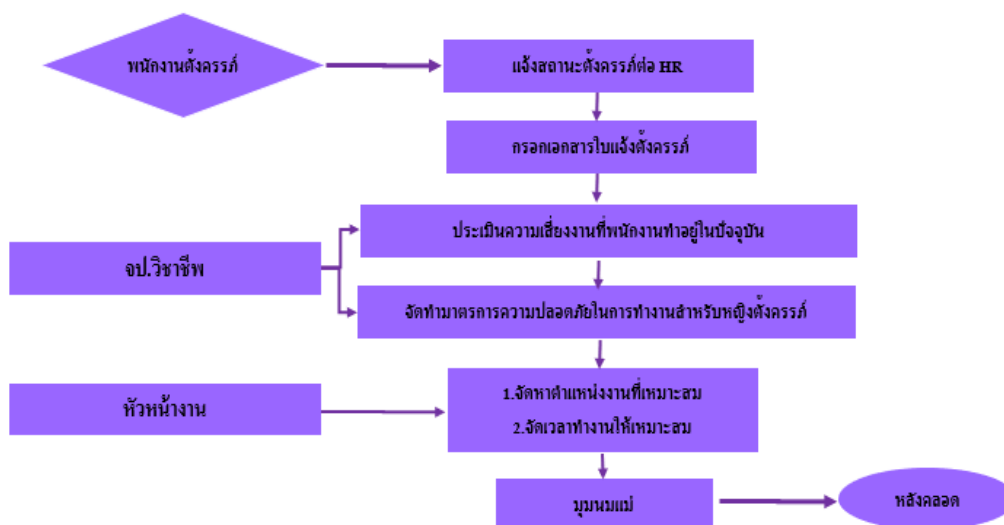 พนักงานตั้งครรภ์
แจ้งสถานะตั้งครรภ์ต่อ HR
กรอกเอกสารใบแจ้งตั้งครรภ์
ประเมินความเสี่ยงงานที่พนักงานทำอยู่ในปัจจุบัน
จป.วิชาชีพ
จัดทำมาตรการความปลอดภัยในการทำงานสำหรับหญิงตั้งครรภ์
1.จัดหาตำแหน่งงานที่เหมาะสม
หัวหน้างาน
2.จัดเวลาทำงานให้เหมาะสม
มุมนมแม่
หลังคลอด